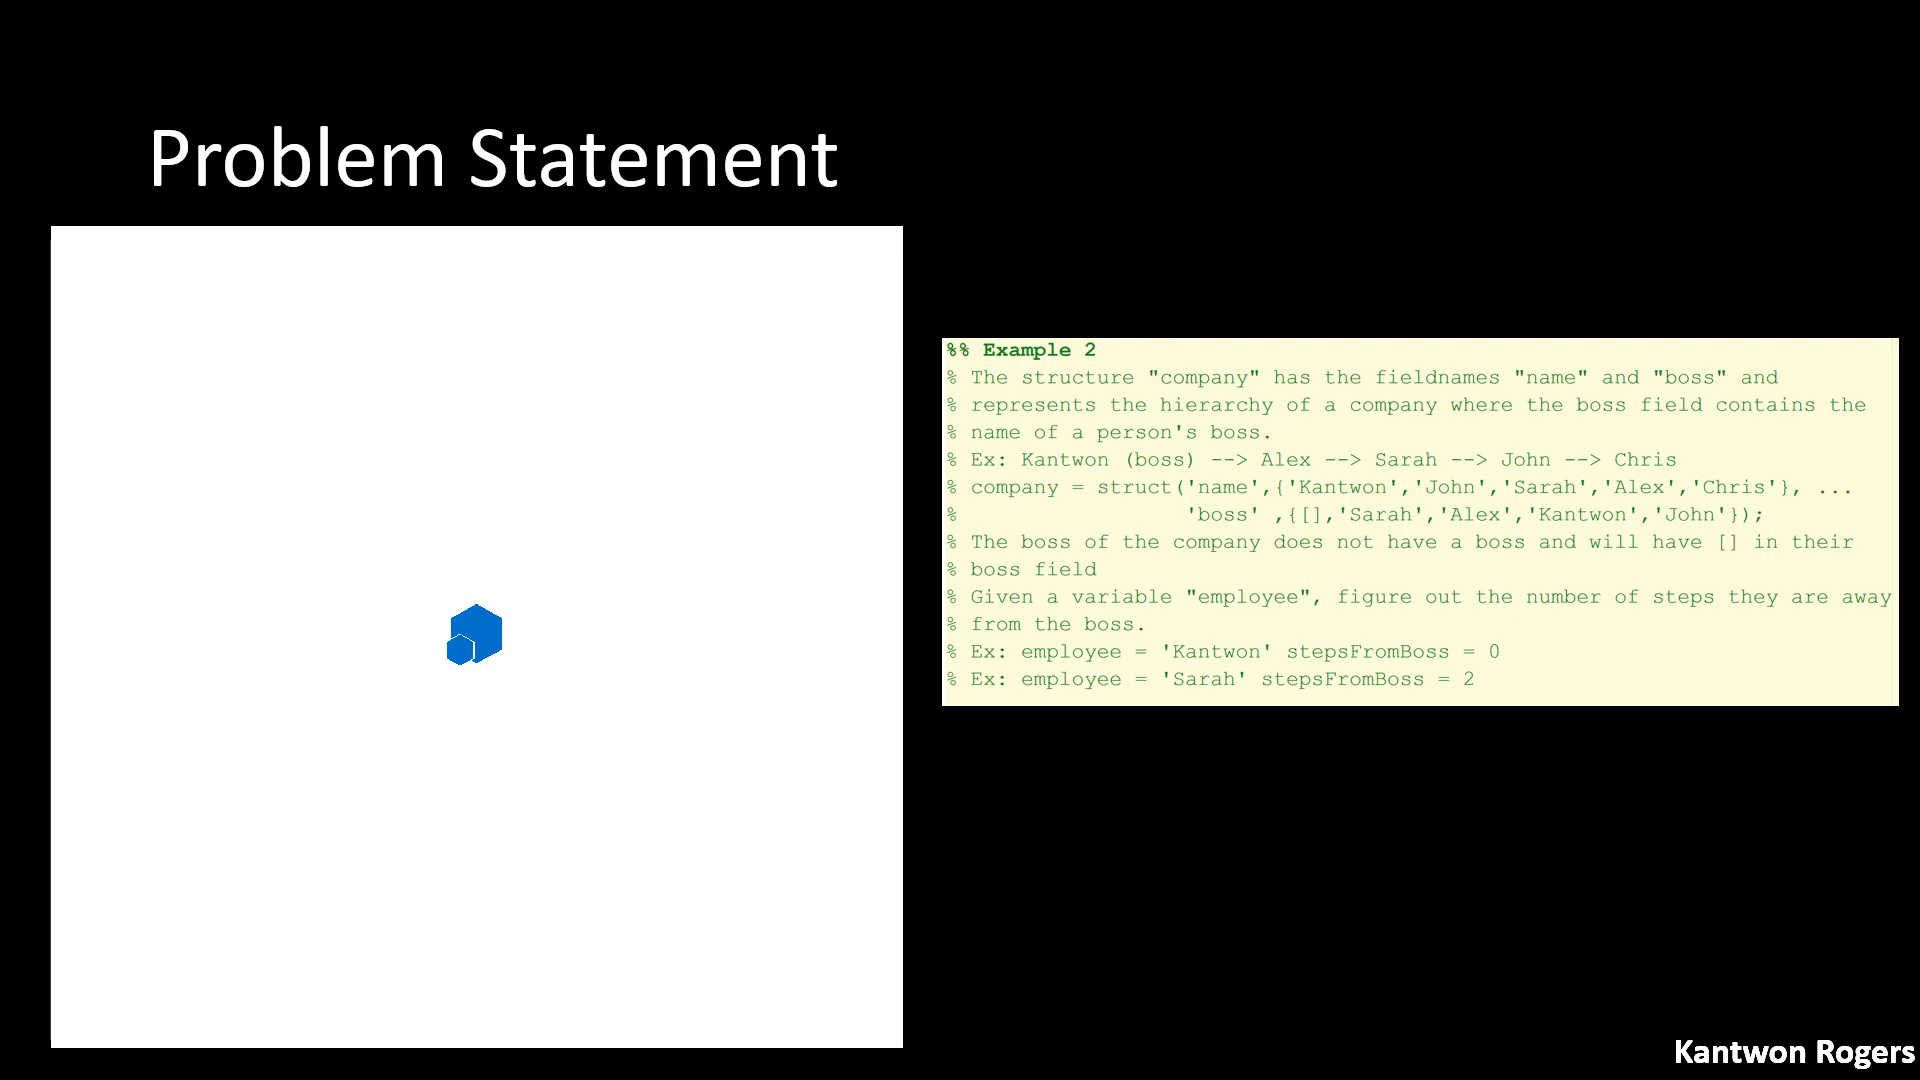 Problem Statement
%% Example 2
% The structure "company" has the fieldnames "name" and "boss" and
% represents the hierarchy of a company where the boss field contains the
% name of a person's boss.
% Ex: Kantwon (boss) --> Alex --> Sarah --> John --> Chris
% company = struct('name',{'Kantwon','John','Sarah','Alex','Chris'}, ...
%                   'boss' ,{[],'Sarah','Alex','Kantwon','John'});
% The boss of the company does not have a boss and will have [] in their
% boss field
% Given a variable "employee", figure out the number of steps they are away
% from the boss.
% Ex: employee = 'Kantwon' stepsFromBoss = 0
% Ex: employee = 'Sarah' stepsFromBoss = 2
Kantwon Rogers